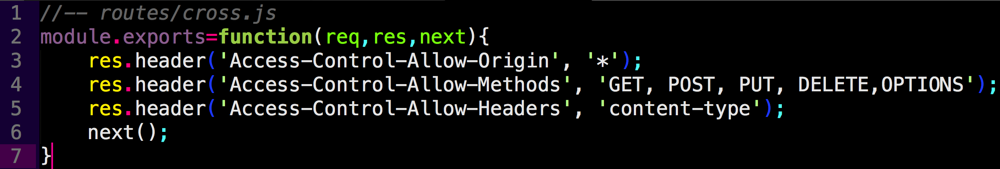 1 //-- routes/cross.js
2 module.exports=function(req,res,next){
3     res.header('Access-Control-Allow-Origin', '*');
4     res.header('Access-Control-Allow-Methods', 'GET, POST, PUT, DELETE,OPTIONS');
5     res.header('Access-Control-Allow-Headers', 'content-type');
6     next();
7 }